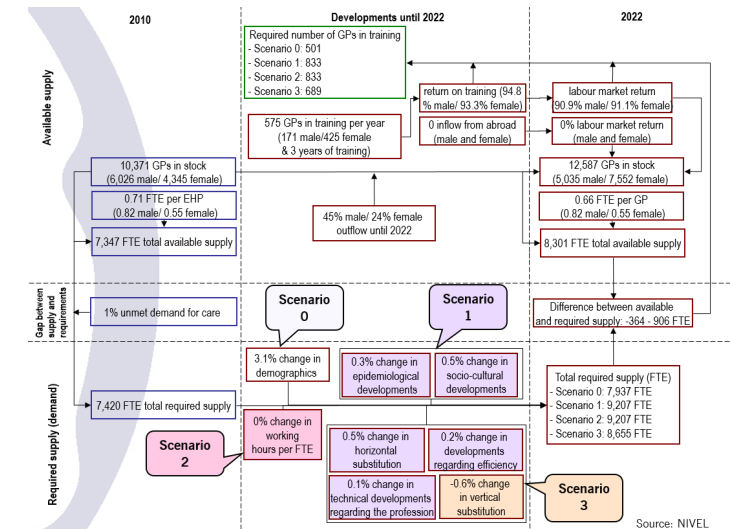 2010
Developments until 2022
2022
Available supply
Required number of GPs in training
- Scenario 0: 501
- Scenario 1: 833
- Scenario 2: 833
- Scenario 3: 689
return on training (94.8
% male/ 93.3% female)
labour market return
90.9% male/ 91.1% female)
575 GPs in training per year
(171 male/425 female
& 3 years of training)
0 inflow from abroad
(male and female)
0% labour market return
(male and female)
10,371 GPs in stock
(6,026 male/ 4,345 female)
12,587 GPs in stock
(5,035 male/ 7,552 female)
0.71 FTE per EHP
(0.82 male/ 0.55 female)
45% male/ 24% female
outflow until 2022
0.66 FTE per GP
(0.82 male/ 0.55 female)
7,347 FTE total available supply
8,301 FTE total available supply
Gap between
supply and
requirements
1% unmet demand for care
Scenario
0
Scenario
1
Difference between available
and required supply: -364 - 906 FTE
Required supply (demand)
3.1% change in
demographics
0.3% change in
epidemiological
developments
0.5% change in
socio-cultural
developments
Total required supply (FTE)
- Scenario 0: 7,937 FTE
- Scenario 1: 9,207 FTE
- Scenario 2: 9,207 FTE
- Scenario 3: 8,655 FTE
7,420 FTE total required supply
0% change in
working
hours per FTE
Scenario
2
0.5% change in
horizontal
substitution
0.2% change in
developments
regarding efficiency
0.1% change in
technical developments
regarding the profession
-0.6% change
in vertical
substitution
Scenario
3
Source: NIVEL